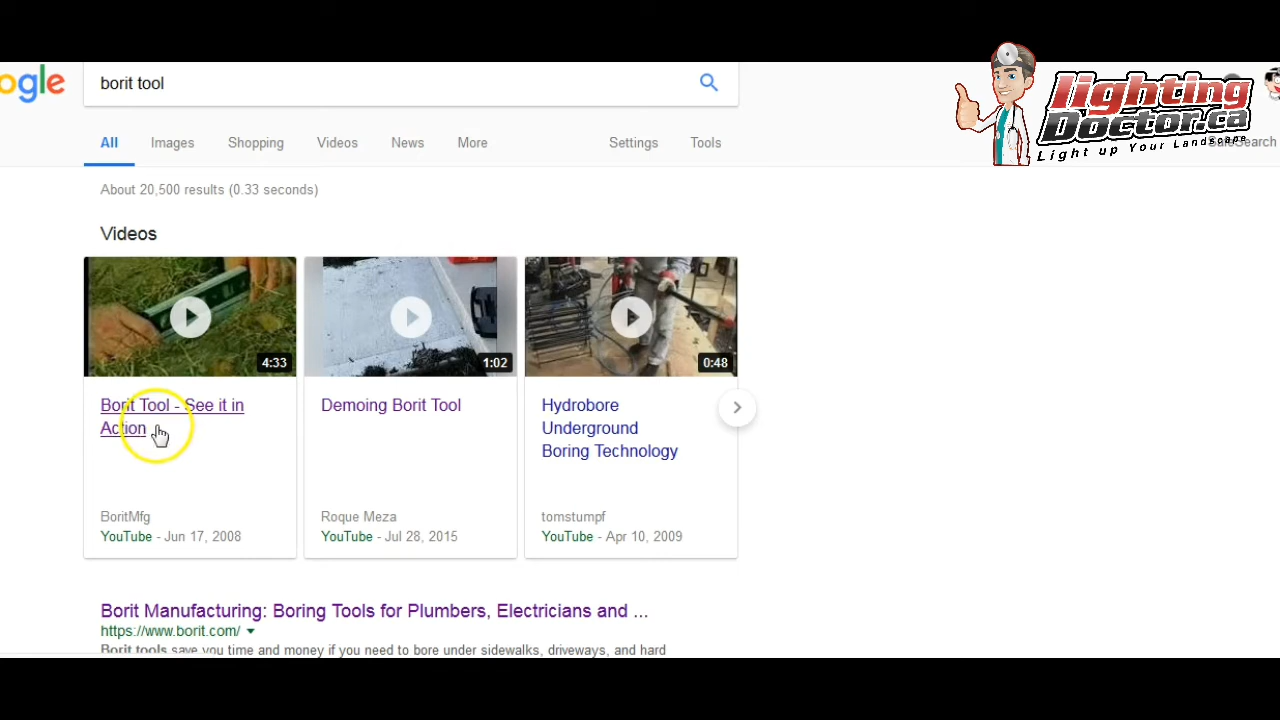 ogle
borit tool
lighting
Doctor.ca
Light up Your Landscape
All Images Shopping Videos News More Settings Tools
About 20,500 results (0.33 seconds)
Videos
4:33
1:02
0:48
Borit Tool - See it in
Action
BoritMfg
YouTube - Jun 17, 2008
Demoing Borit Tool
Roque Meza
YouTube - Jul 28, 2015
Hydrobore
Underground
Boring Technology
tomstumpf
YouTube - Apr 10, 2009
Borit Manufacturing: Boring Tools for Plumbers, Electricians and ...
https://www.borit.com/
Borit tools save you time and money if you need to bore under sidewalks, driveways, and hard